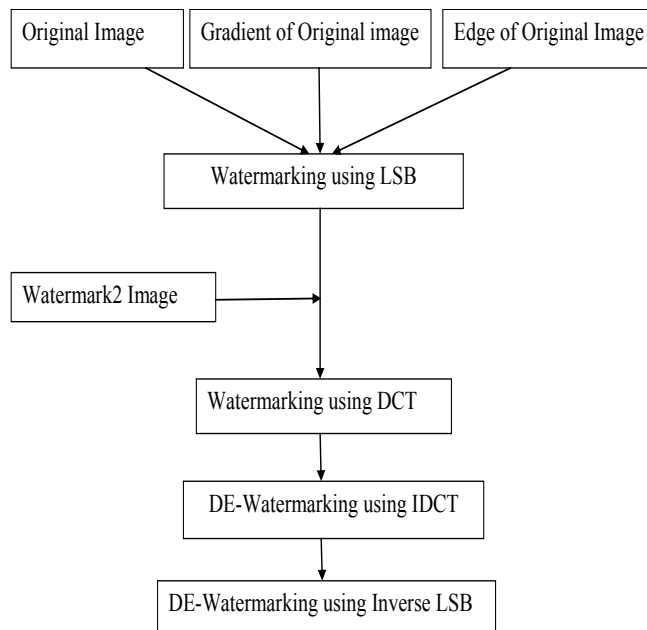 Original Image
Gradient of Original image
Edge of Original Image
Watermarking using LSB
Watermark2 Image
Watermarking using DCT
DE-Watermarking using IDCT
DE-Watermarking using Inverse LSB